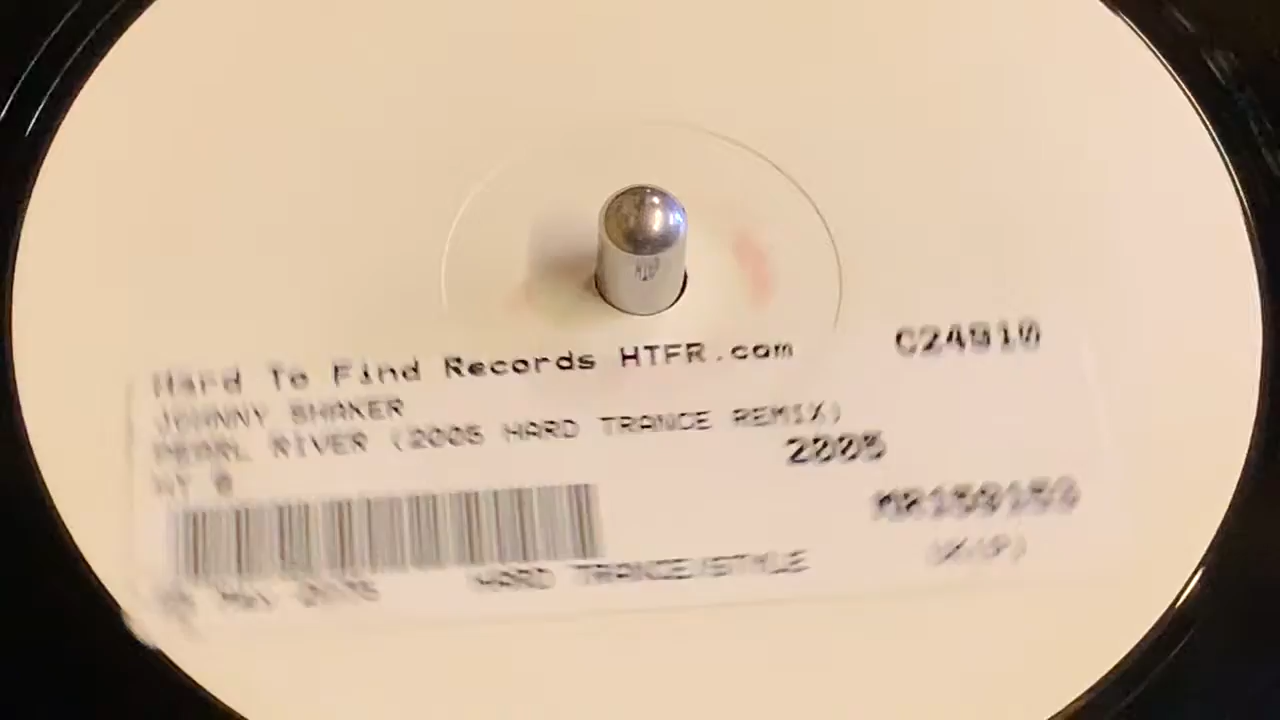 Hard To Find Records HTFR.com
C24910
JOHNNY SHAKER
PEARL RIVER (2005 HARD TRANCE REMIX)
2005
HARD TRANCE/STYLE